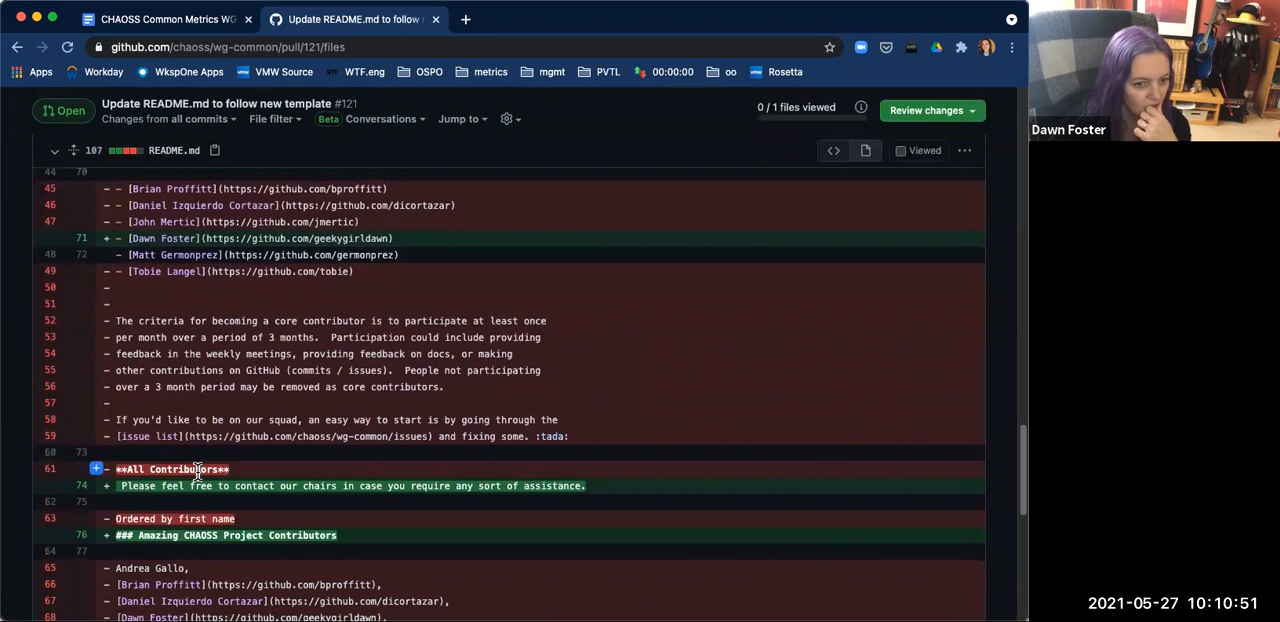 CHAOSS Common Metrics WG
Update README.md to follow
github.com/chaoss/wg-common/pull/121/files
Apps Workday WkspOne Apps VMW Source WTF.eng OSPO metrics mgmt PVTL 00:00:00 oo Rosetta
Open
Update README.md to follow new template #121
Changes from all commits File filter Beta Conversations Jump to
0 / 1 files viewed
Review changes
107 README.md
Viewed
44 70
45 - - [Brian Proffitt](https://github.com/bproffitt)
46 - - [Daniel Izquierdo Cortazar](https://github.com/dicortazar)
47 - - [John Mertic](https://github.com/jmertic)
71 + - [Dawn Foster](https://github.com/geekygirldawn)
48 72 - [Matt Germonprez](https://github.com/germonprez)
49 - - [Tobie Langel](https://github.com/tobie)
50 -
51 -
52 - The criteria for becoming a core contributor is to participate at least once
53 - per month over a period of 3 months.  Participation could include providing
54 - feedback in the weekly meetings, providing feedback on docs, or making
55 - other contributions on GitHub (commits / issues).  People not participating
56 - over a 3 month period may be removed as core contributors.
57 -
58 - If you'd like to be on our squad, an easy way to start is by going through the
59 - [issue list](https://github.com/chaoss/wg-common/issues) and fixing some. :tada:
60 73
61 - **All Contributors**
74 + Please feel free to contact our chairs in case you require any sort of assistance.
62 75
63 - Ordered by first name
76 + ### Amazing CHAOSS Project Contributors
64 77
65 - Andrea Gallo,
66 - [Brian Proffitt](https://github.com/bproffitt),
67 - [Daniel Izquierdo Cortazar](https://github.com/dicortazar),
68 - [Dawn Foster](https://github.com/geekygirldawn),
Dawn Foster
2021-05-27 10:10:51